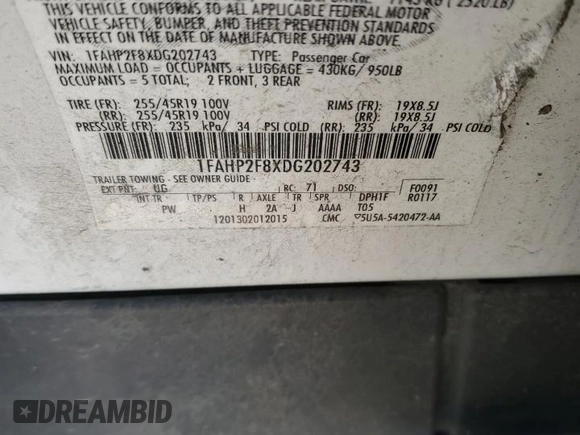 1143 KG ( 2520 LB)
THIS VEHICLE CONFORMS TO ALL APPLICABLE FEDERAL MOTOR
VEHICLE SAFETY, BUMPER, AND THEFT PREVENTION STANDARDS
IN EFFECT ON THE DATE OF MANUFACTURE SHOWN ABOVE.
VIN: 1FAHP2F8XDG202743 TYPE: Passenger Car
MAXIMUM LOAD = OCCUPANTS + LUGGAGE = 430KG/ 950LB
OCCUPANTS = 5 TOTAL; 2 FRONT, 3 REAR
TIRE (FR): 255/45R19 100V RIMS (FR): 19X8.5J
(RR): 255/45R19 100V (RR): 19X8.5J
PRESSURE (FR): 235 kPa/ 34 PSI COLD (RR): 235 kPa/ 34 PSI COLD
1FAHP2F8XDG202743
TRAILER TOWING - SEE OWNER GUIDE
EXT PNT: UG RC: 71 DSO: F0091
INT TR TP/PS R AXLE TR SPR DPH1F R0117
PW H 2A J AAAA T05
1201302012015 CMC 5U5A-5420472-AA
DREAMBID